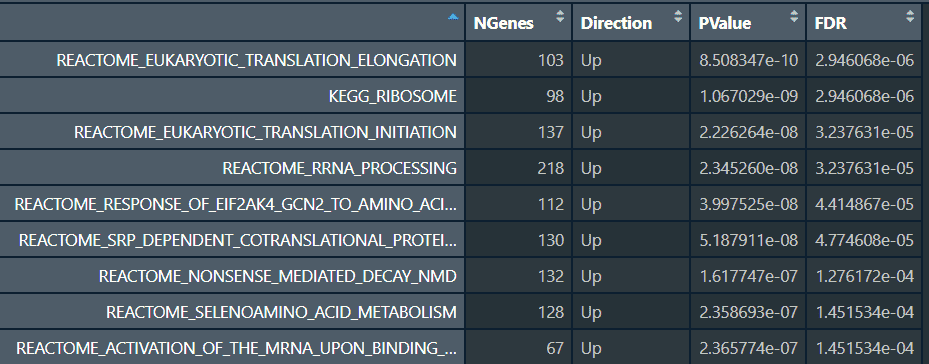 NGenes Direction PValue FDR
REACTOME_EUKARYOTIC_TRANSLATION_ELONGATION 103 Up 8.508347e-10 2.946068e-06
KEGG_RIBOSOME 98 Up 1.067029e-09 2.946068e-06
REACTOME_EUKARYOTIC_TRANSLATION_INITIATION 137 Up 2.226264e-08 3.237631e-05
REACTOME_RRNA_PROCESSING 218 Up 2.345260e-08 3.237631e-05
REACTOME_RESPONSE_OF_EIF2AK4_GCN2_TO_AMINO_ACI... 112 Up 3.997525e-08 4.414867e-05
REACTOME_SRP_DEPENDENT_COTRANSLATIONAL_PROTEI... 130 Up 5.187911e-08 4.774608e-05
REACTOME_NONSENSE_MEDIATED_DECAY_NMD 132 Up 1.617747e-07 1.276172e-04
REACTOME_SELENOAMINO_ACID_METABOLISM 128 Up 2.358693e-07 1.451534e-04
REACTOME_ACTIVATION_OF_THE_MRNA_UPON_BINDING_... 67 Up 2.365774e-07 1.451534e-04